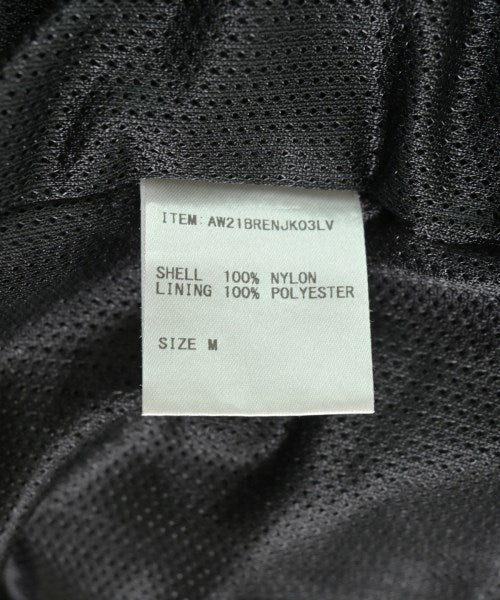 ITEM: AW21BRENJK03LV
SHELL 100% NYLON
LINING 100% POLYESTER
SIZE M